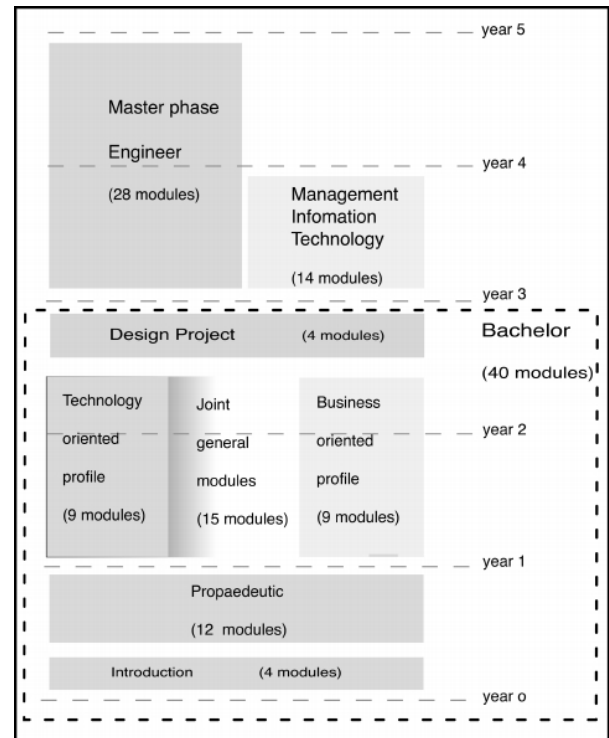 year 5
Master phase
Engineer
(28 modules)
year 4
Management
Infomation
Technology
(14 modules)
year 3
Design Project (4 modules)
Bachelor
(40 modules)
Technology
oriented
profile
(9 modules)
Joint
general
modules
(15 modules)
Business
oriented
profile
(9 modules)
year 2
year 1
Propaedeutic
(12 modules)
Introduction (4 modules)
year o